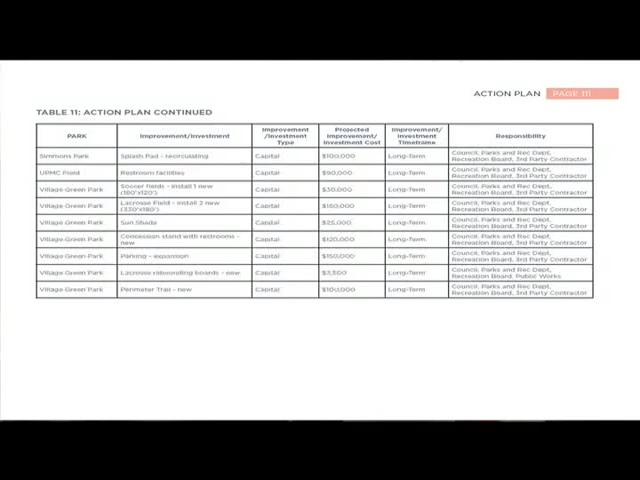 ACTION PLAN PAGE 111
TABLE 11: ACTION PLAN CONTINUED
PARK Improvement/Investment Improvement/Investment Type Projected Improvement/Investment Cost Improvement/Investment Timeframe Responsibility
Simmons Park Splash Pad - recirculating Capital $100,000 Long-Term Council, Parks and Rec Dept, Recreation Board, 3rd Party Contractor
UPMC Field Restroom facilities Capital $90,000 Long-Term Council, Parks and Rec Dept, Recreation Board, 3rd Party Contractor
Village Green Park Soccer fields - install 1 new (180'x120') Capital $30,000 Long-Term Council, Parks and Rec Dept, Recreation Board, 3rd Party Contractor
Village Green Park Lacrosse Field - install 2 new (330'x180') Capital Long-Term Council, Parks and Rec Dept, Recreation Board, 3rd Party Contractor
Village Green Park Sun Shade Capital $25,000 Long-Term Council, Parks and Rec Dept, Recreation Board, 3rd Party Contractor
Village Green Park Concession stand with restrooms - new Capital $120,000 Long-Term Council, Parks and Rec Dept, Recreation Board, 3rd Party Contractor
Village Green Park Parking - expansion Capital $150,000 Long-Term Council, Parks and Rec Dept, Recreation Board, 3rd Party Contractor
Village Green Park Lacrosse rebounding boards - new Capital $3,500 Long-Term Council, Parks and Rec Dept, Recreation Board, Public Works
Village Green Park Perimeter Trail - new Capital $100,000 Long-Term Council, Parks and Rec Dept, Recreation Board, 3rd Party Contractor